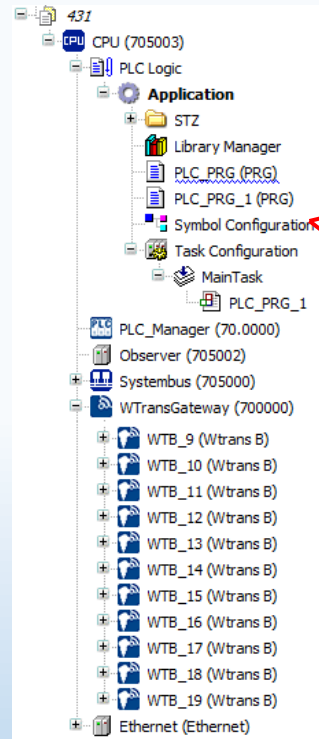 431
CPU CPU (705003)
PLC Logic
Application
STZ
Library Manager
PLC_PRG (PRG)
PLC_PRG_1 (PRG)
Symbol Configuration
Task Configuration
MainTask
PLC_PRG_1
PLC PLC_Manager (70.0000)
Observer (705002)
Systembus (705000)
WTransGateway (700000)
WTB_9 (Wtrans B)
WTB_10 (Wtrans B)
WTB_11 (Wtrans B)
WTB_12 (Wtrans B)
WTB_13 (Wtrans B)
WTB_14 (Wtrans B)
WTB_15 (Wtrans B)
WTB_16 (Wtrans B)
WTB_17 (Wtrans B)
WTB_18 (Wtrans B)
WTB_19 (Wtrans B)
Ethernet (Ethernet)